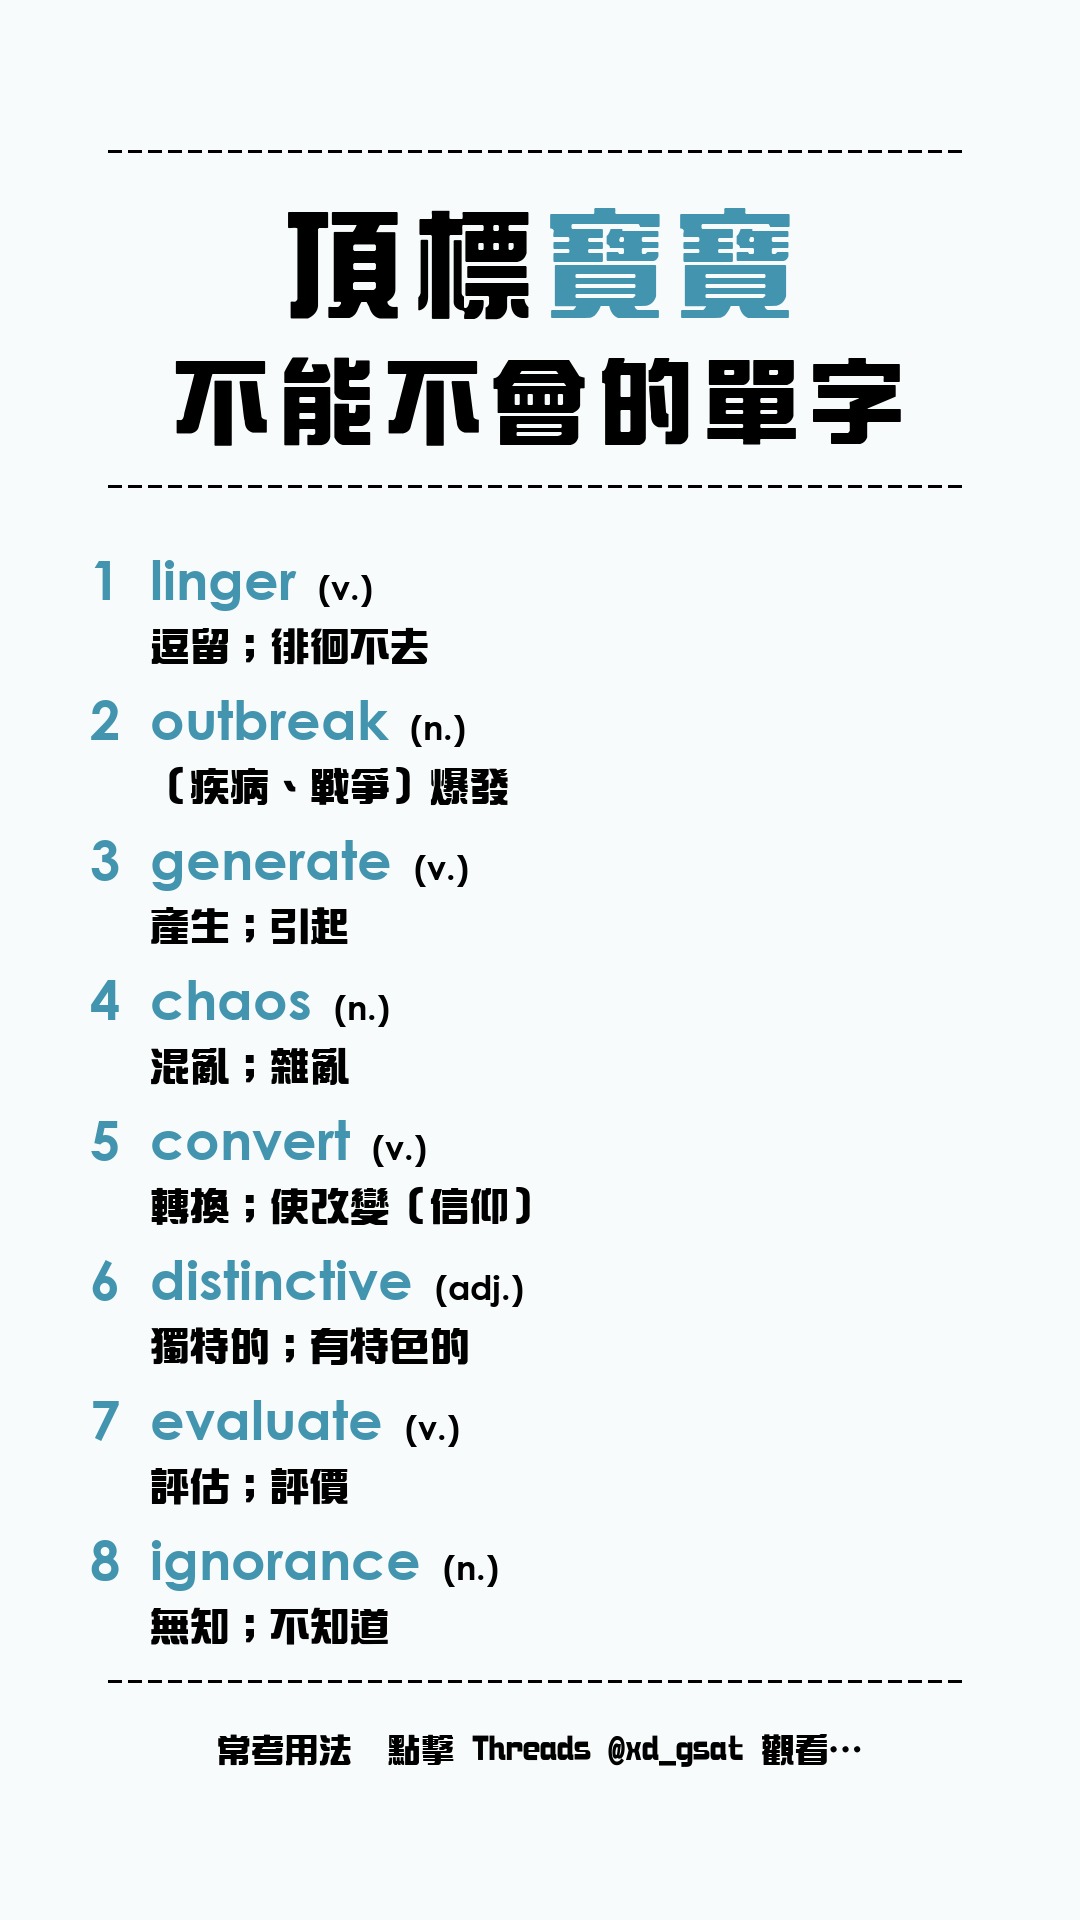 頂標寶寶
不能不會的單字
1 linger (v.)
逗留；徘徊不去
2 outbreak (n.)
（疾病、戰爭）爆發
3 generate (v.)
產生；引起
4 chaos (n.)
混亂；雜亂
5 convert (v.)
轉換；使改變（信仰）
6 distinctive (adj.)
獨特的；有特色的
7 evaluate (v.)
評估；評價
8 ignorance (n.)
無知；不知道
常考用法　點擊 Threads @xd_gsat 觀看…